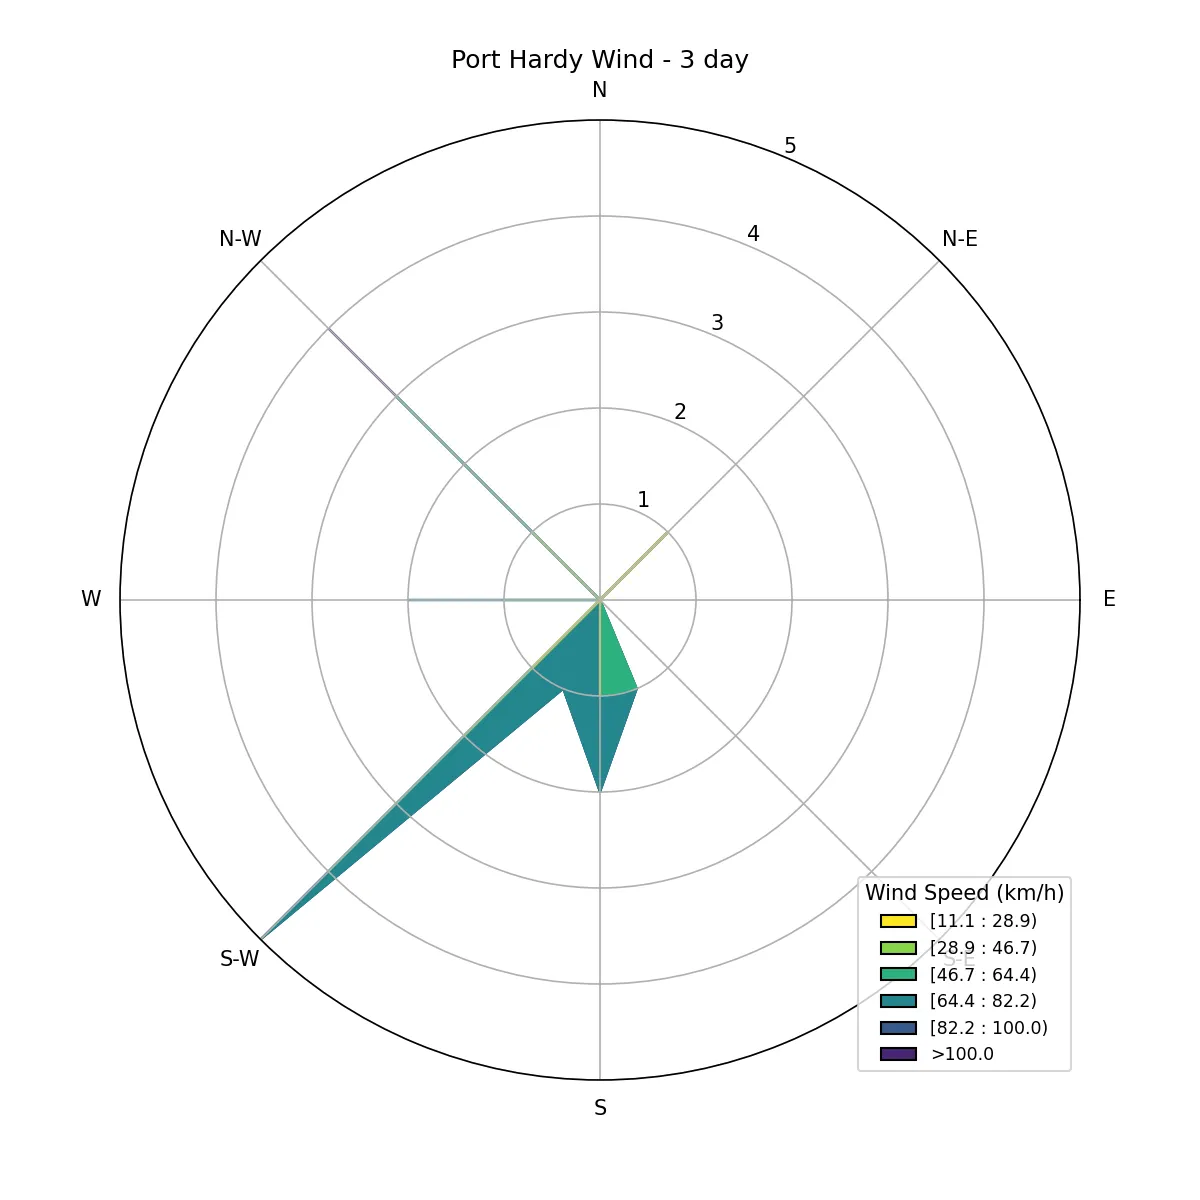 Port Hardy Wind - 3 day
N
5
N-W
N-E
4
3
2
1
W
E
S-W
S-E
Wind Speed (km/h)
[11.1 : 28.9)
[28.9 : 46.7)
[46.7 : 64.4)
[64.4 : 82.2)
[82.2 : 100.0)
>100.0
S